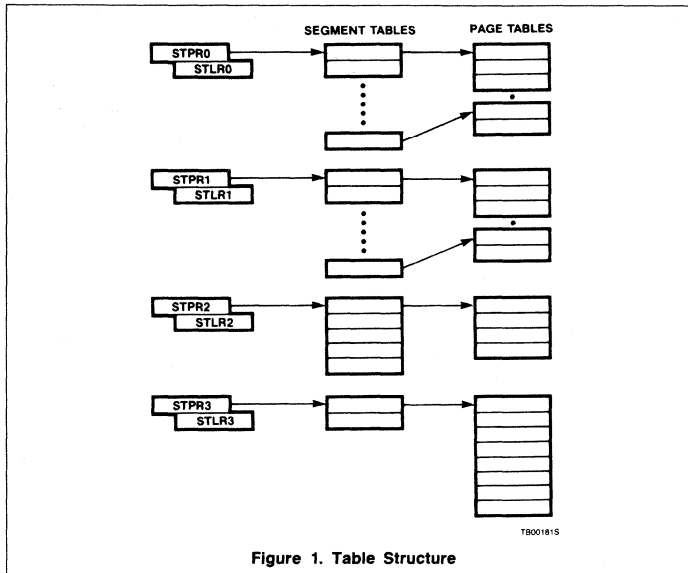 SEGMENT TABLES PAGE TABLES
STPR0
STLR0
STPR1
STLR1
STPR2
STLR2
STPR3
STLR3
TB00181S
Figure 1. Table Structure